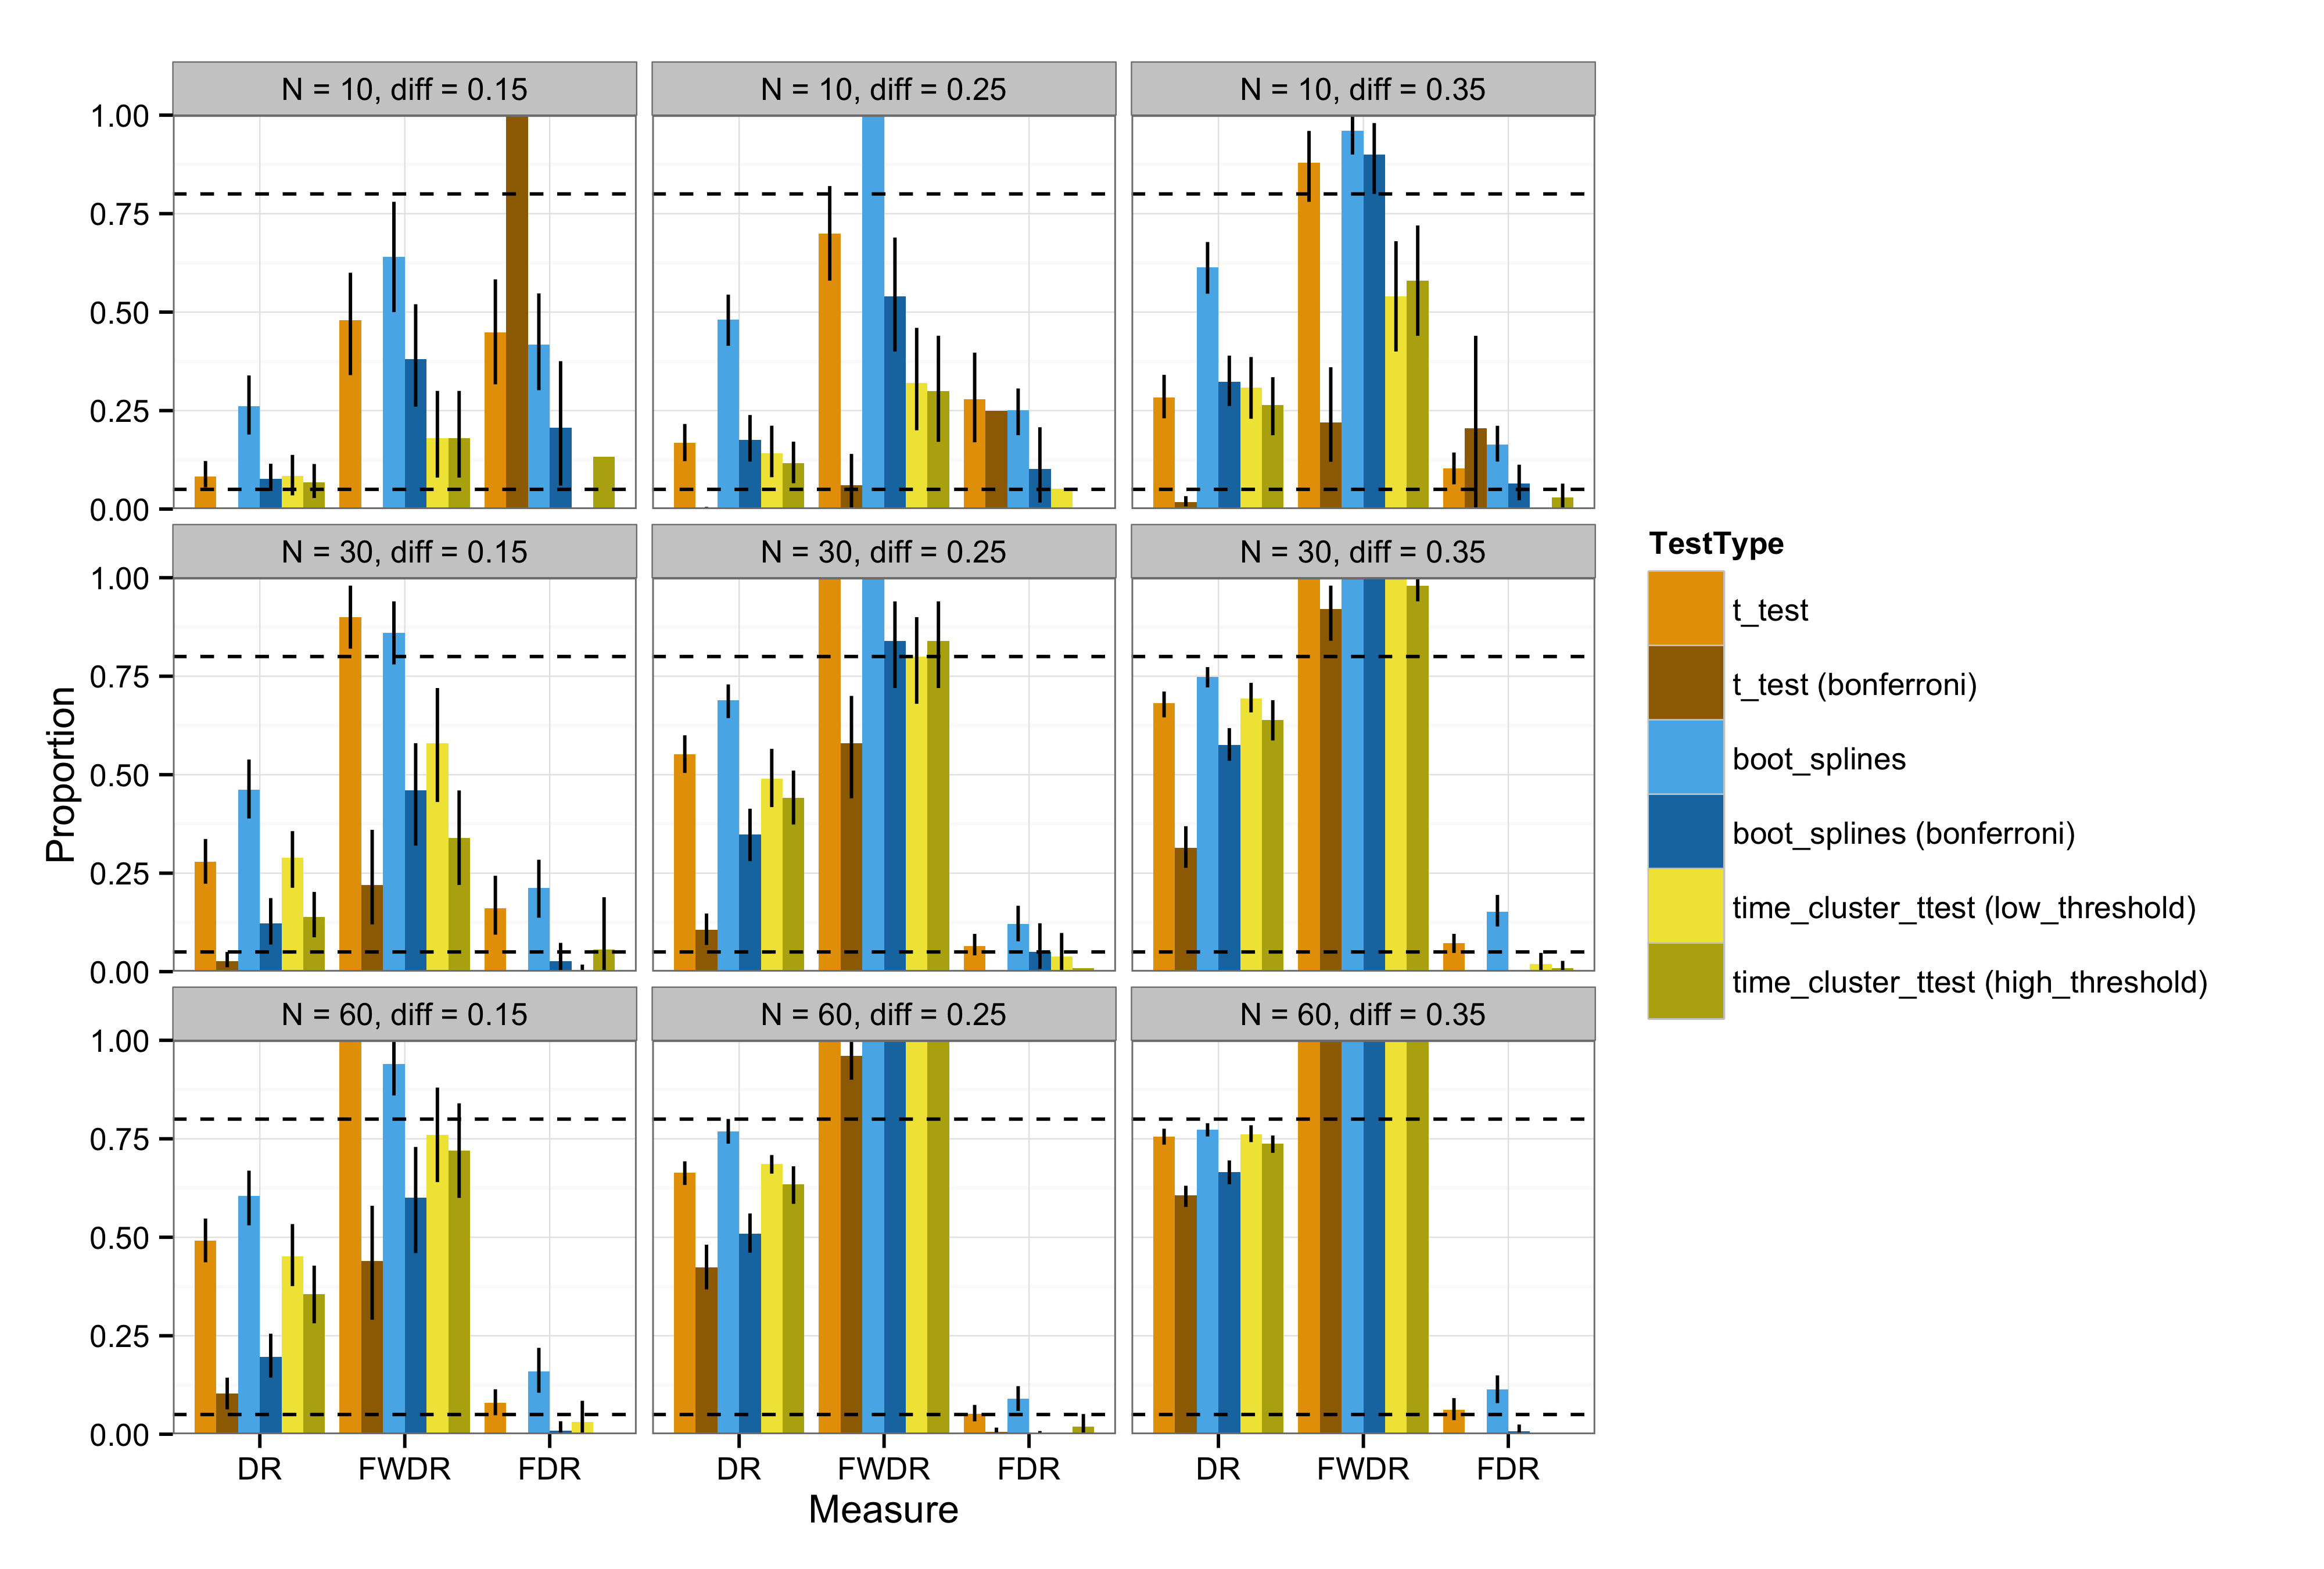 N = 10, diff = 0.15
N = 10, diff = 0.25
N = 10, diff = 0.35
1.00
0.75
0.50
0.25
0.00
N = 30, diff = 0.15
N = 30, diff = 0.25
N = 30, diff = 0.35
1.00
0.75
0.50
0.25
0.00
N = 60, diff = 0.15
N = 60, diff = 0.25
N = 60, diff = 0.35
1.00
0.75
0.50
0.25
0.00
DR FWDR FDR
DR FWDR FDR
DR FWDR FDR
Measure
Proportion
TestType
t_test
t_test (bonferroni)
boot_splines
boot_splines (bonferroni)
time_cluster_ttest (low_threshold)
time_cluster_ttest (high_threshold)